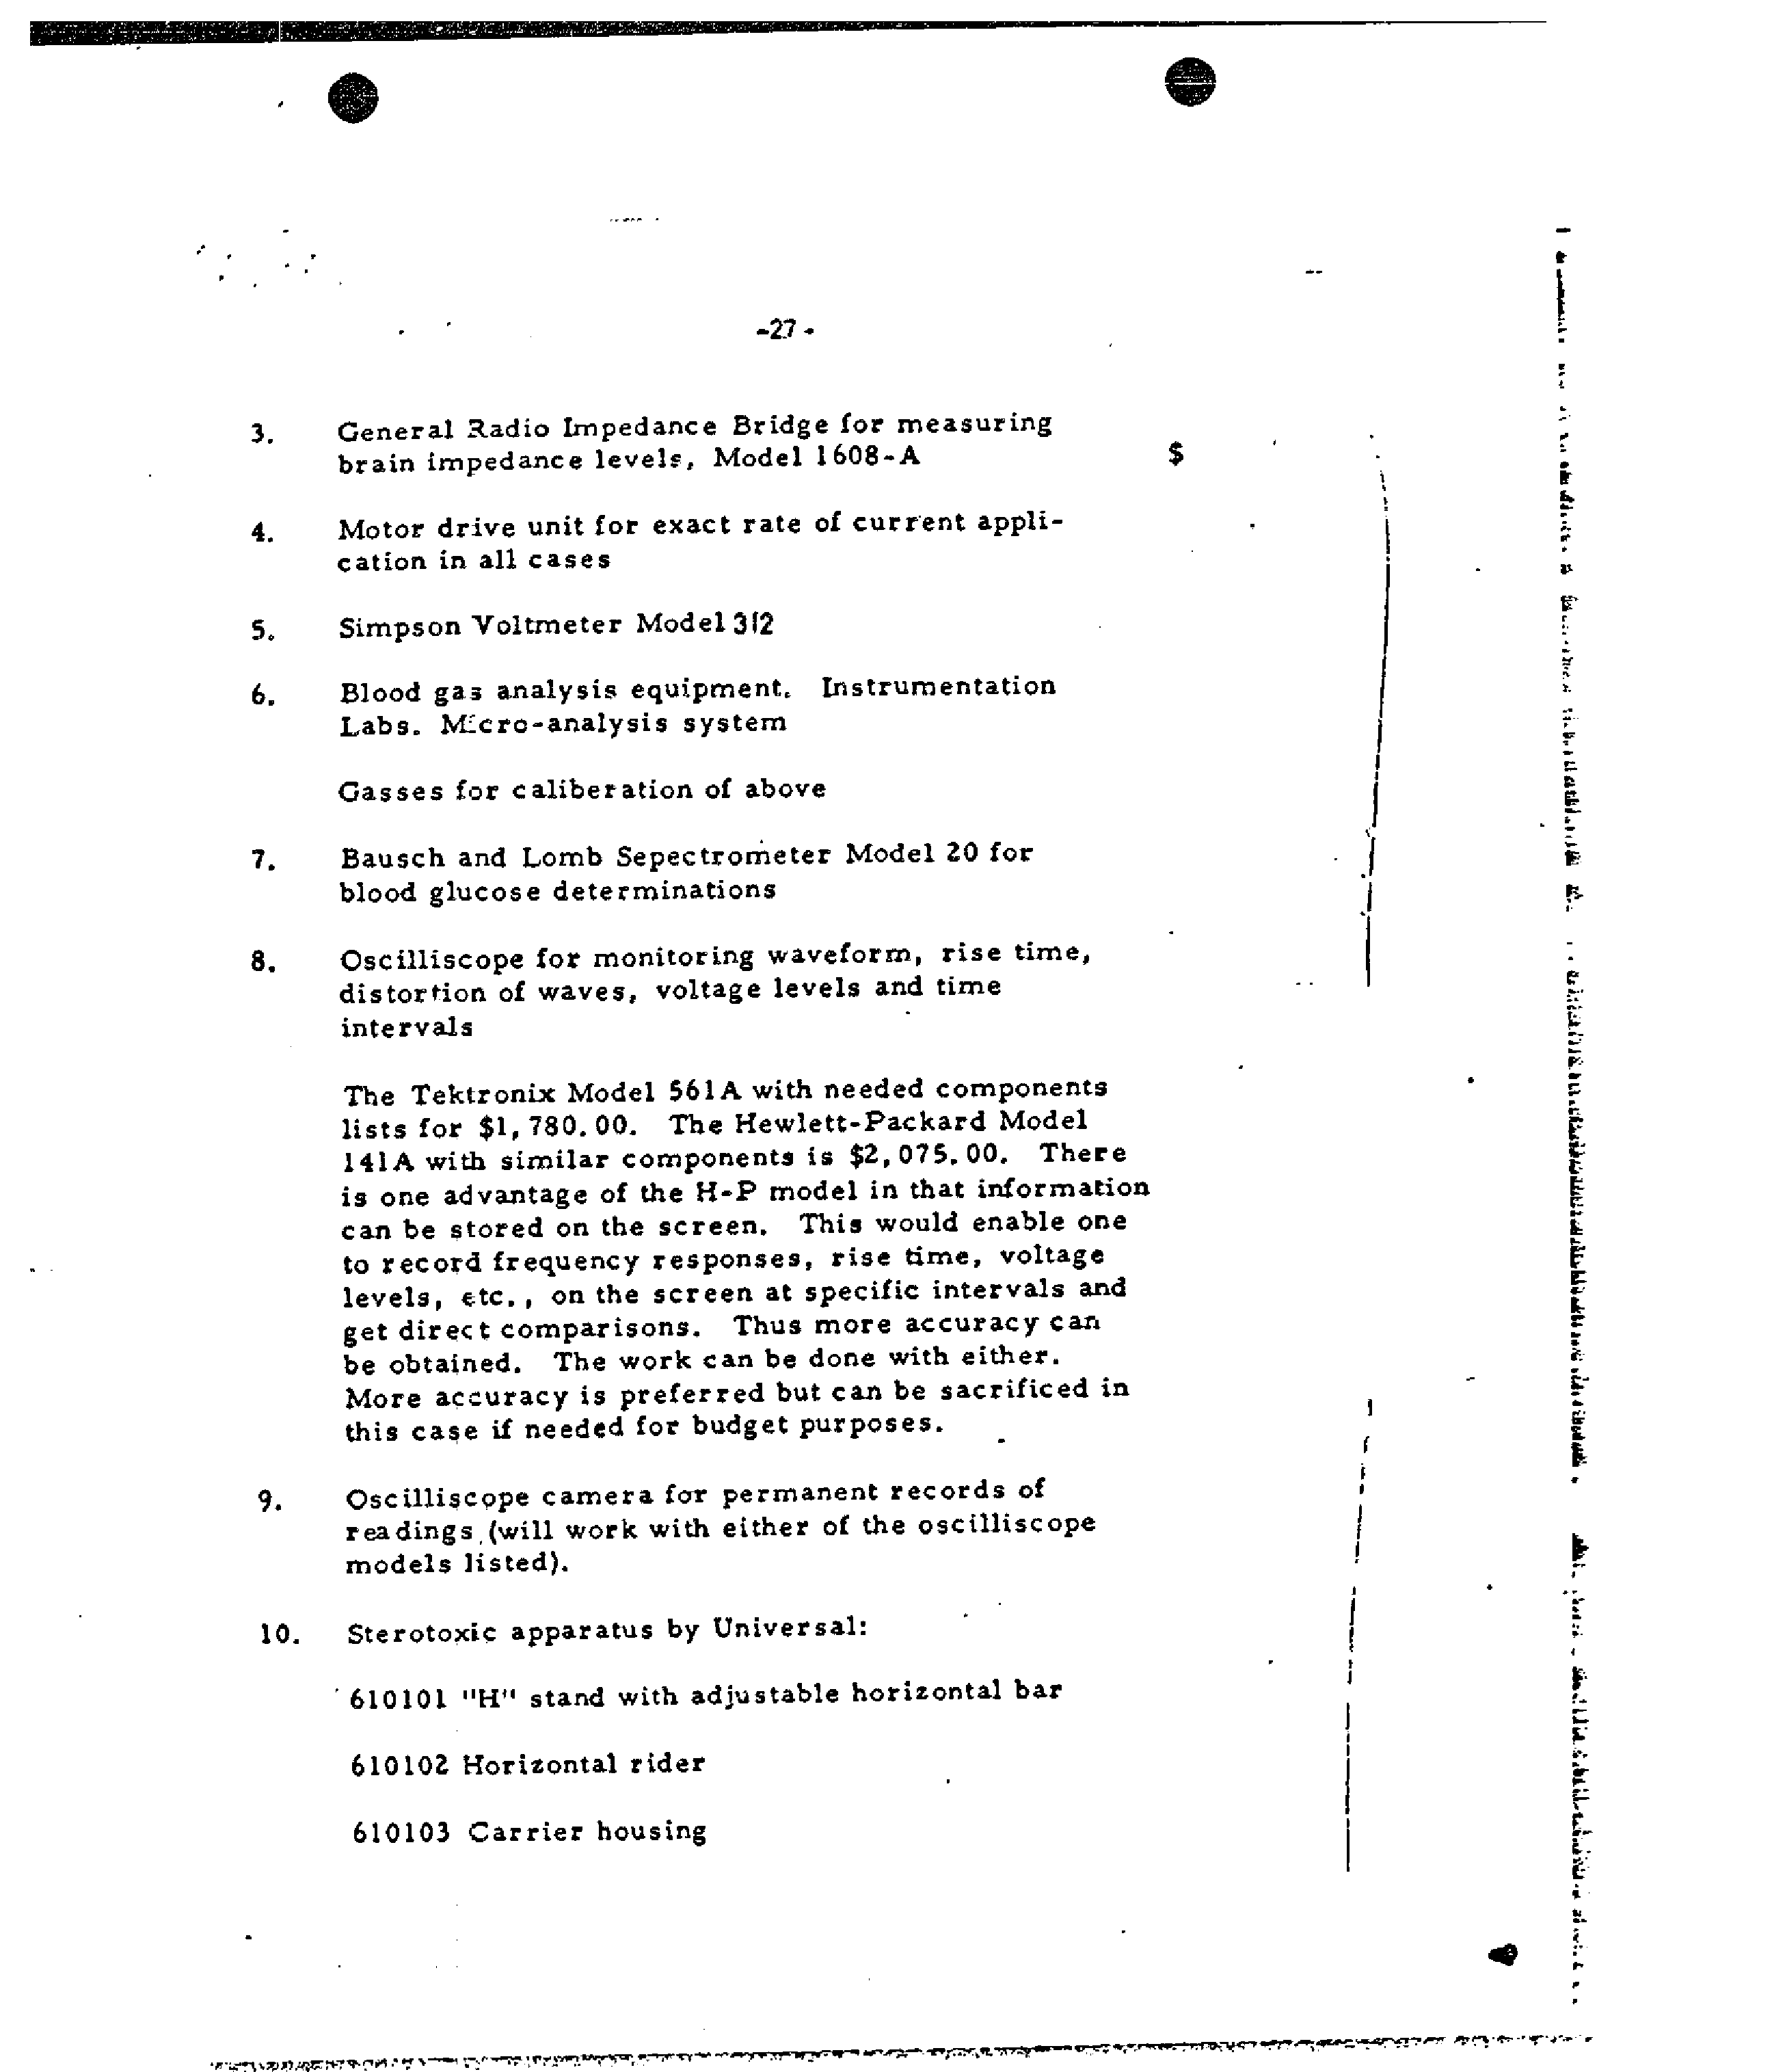 -27-
3. General Radio Impedance Bridge for measuring
brain impedance levels, Model 1608-A $
4. Motor drive unit for exact rate of current appli-
cation in all cases
5. Simpson Voltmeter Model 312
6. Blood gas analysis equipment. Instrumentation
Labs. Micro-analysis system
Gasses for caliberation of above
7. Bausch and Lomb Sepectrometer Model 20 for
blood glucose determinations
8. Oscilliscope for monitoring waveform, rise time,
distortion of waves, voltage levels and time
intervals
The Tektronix Model 561A with needed components
lists for $1,780.00. The Hewlett-Packard Model
141A with similar components is $2,075.00. There
is one advantage of the H-P model in that information
can be stored on the screen. This would enable one
to record frequency responses, rise time, voltage
levels, etc., on the screen at specific intervals and
get direct comparisons. Thus more accuracy can
be obtained. The work can be done with either.
More accuracy is preferred but can be sacrificed in
this case if needed for budget purposes.
9. Oscilliscope camera for permanent records of
readings (will work with either of the oscilliscope
models listed).
10. Sterotoxic apparatus by Universal:
610101 "H" stand with adjustable horizontal bar
610102 Horizontal rider
610103 Carrier housing